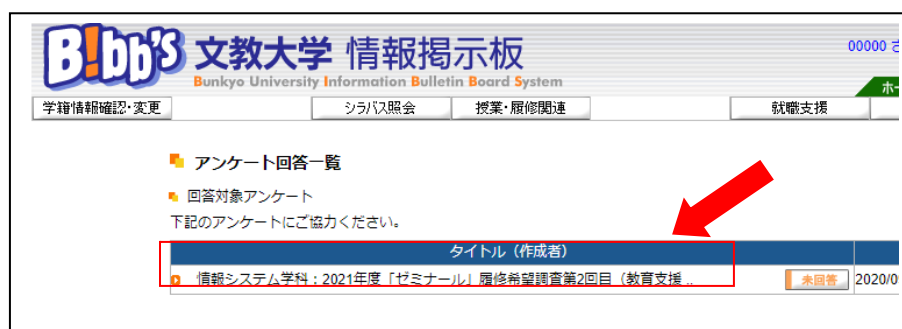 B!bb's 文教大学 情報掲示板
Bunkyo University Information Bulletin Board System
00000 さ
ホー
学籍情報確認・変更 シラバス照会 授業・履修関連 就職支援
アンケート回答一覧
回答対象アンケート
下記のアンケートにご協力ください。
タイトル（作成者）
情報システム学科：2021年度「ゼミナール」履修希望調査第2回目（教育支援 .. 未回答 2020/0